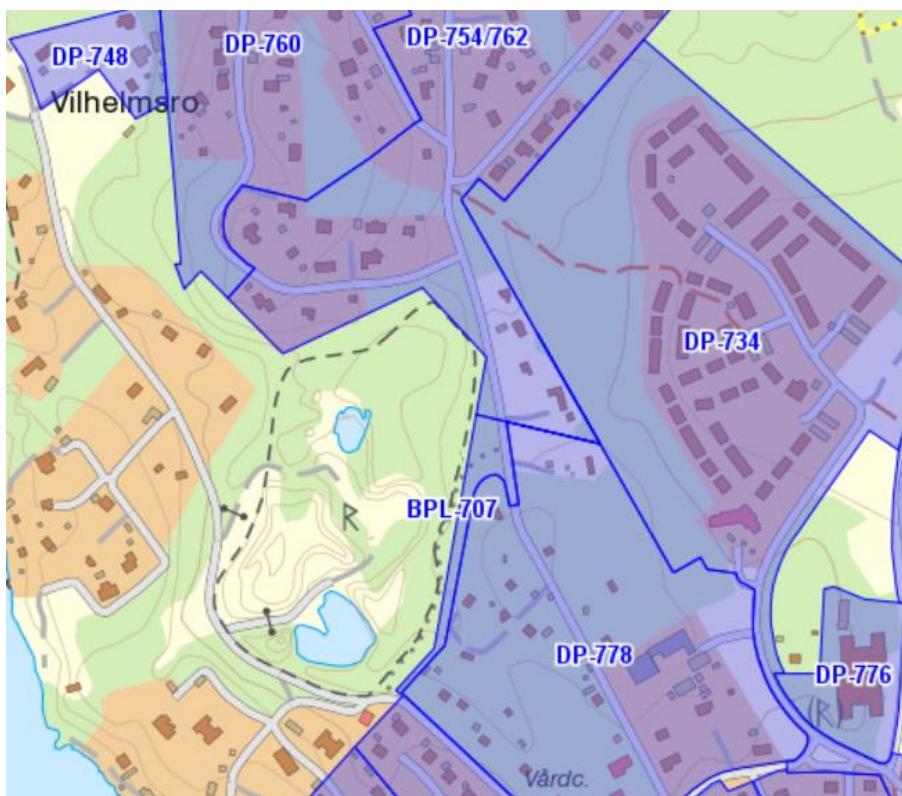 DP-748
DP-760
DP-754/762
Vilhelmsro
DP-734
R
BPL-707
DP-778
DP-776
(R)
Vårdc.